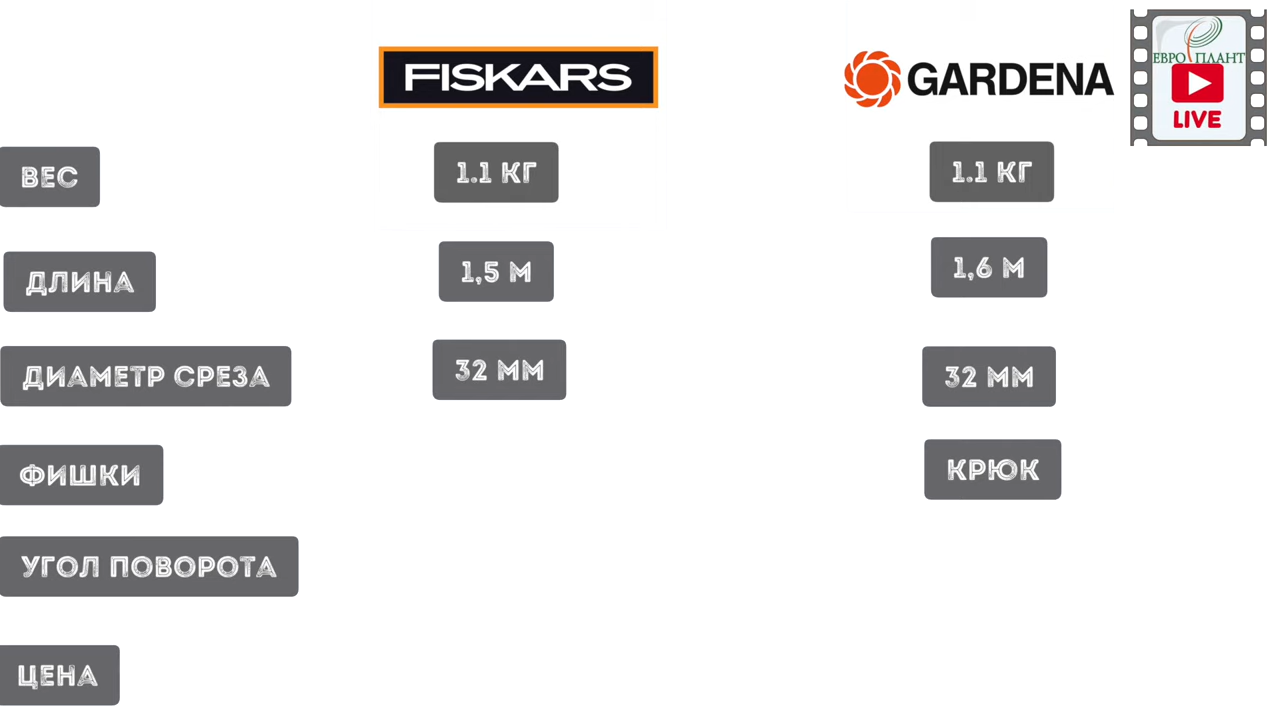 FISKARS
GARDENA
ЕВРО ПЛАНТ
LIVE
ВЕС
1.1 КГ
1.1 КГ
ДЛИНА
1,5 М
1,6 М
ДИАМЕТР СРЕЗА
32 ММ
32 ММ
ФИШКИ
КРЮК
УГОЛ ПОВОРОТА
ЦЕНА